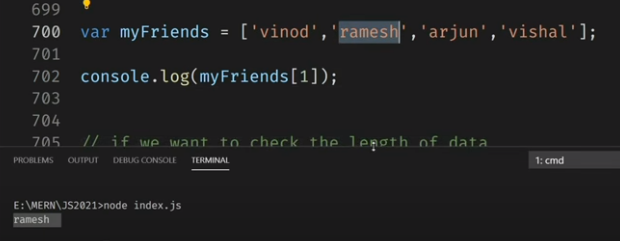 699
700 var myFriends = ['vinod','ramesh','arjun','vishal'];
701
702 console.log(myFriends[1]);
703
704
705 // if we want to check the length of data
PROBLEMS OUTPUT DEBUG CONSOLE TERMINAL 1: cmd
E:\MERN\JS2021>node index.js
ramesh